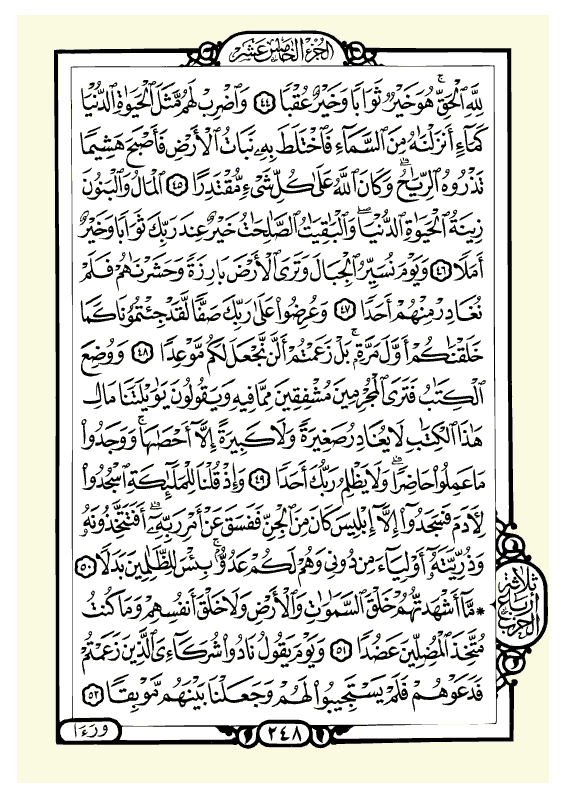 الجزء الخامس عشر
لِلَّهِ ٱلْحَقِّ ۚ هُوَ خَيْرٌ ثَوَابًا وَخَيْرٌ عُقْبًا ٤٤ وَٱضْرِبْ لَهُم مَّثَلَ ٱلْحَيَوٰةِ ٱلدُّنْيَا
كَمَآءٍ أَنزَلْنَٰهُ مِنَ ٱلسَّمَآءِ فَٱخْتَلَطَ بِهِۦ نَبَاتُ ٱلْأَرْضِ فَأَصْبَحَ هَشِيمًا
تَذْرُوهُ ٱلرِّيَٰحُ ۗ وَكَانَ ٱللَّهُ عَلَىٰ كُلِّ شَىْءٍ مُّقْتَدِرًا ٤٥ ٱلْمَالُ وَٱلْبَنُونَ
زِينَةُ ٱلْحَيَوٰةِ ٱلدُّنْيَا ۖ وَٱلْبَٰقِيَٰتُ ٱلصَّٰلِحَٰتُ خَيْرٌ عِندَ رَبِّكَ ثَوَابًا وَخَيْرٌ
أَمَلًا ٤٦ وَيَوْمَ نُسَيِّرُ ٱلْجِبَالَ وَتَرَى ٱلْأَرْضَ بَارِزَةً وَحَشَرْنَٰهُمْ فَلَمْ
نُغَادِرْ مِنْهُمْ أَحَدًا ٤٧ وَعُرِضُوا۟ عَلَىٰ رَبِّكَ صَفًّا لَّقَدْ جِئْتُمُونَا كَمَا
خَلَقْنَٰكُمْ أَوَّلَ مَرَّةٍۭ ۚ بَلْ زَعَمْتُمْ أَلَّن نَّجْعَلَ لَكُم مَّوْعِدًا ٤٨ وَوُضِعَ
ٱلْكِتَٰبُ فَتَرَى ٱلْمُجْرِمِينَ مُشْفِقِينَ مِمَّا فِيهِ وَيَقُولُونَ يَٰوَيْلَتَنَا مَالِ
هَٰذَا ٱلْكِتَٰبِ لَا يُغَادِرُ صَغِيرَةً وَلَا كَبِيرَةً إِلَّآ أَحْصَىٰهَا ۚ وَوَجَدُوا۟
مَا عَمِلُوا۟ حَاضِرًا ۗ وَلَا يَظْلِمُ رَبُّكَ أَحَدًا ٤٩ وَإِذْ قُلْنَا لِلْمَلَٰٓئِكَةِ ٱسْجُدُوا۟
لِءَادَمَ فَسَجَدُوٓا۟ إِلَّآ إِبْلِيسَ كَانَ مِنَ ٱلْجِنِّ فَفَسَقَ عَنْ أَمْرِ رَبِّهِۦٓ ۗ أَفَتَتَّخِذُونَهُۥ
وَذُرِّيَّتَهُۥٓ أَوْلِيَآءَ مِن دُونِى وَهُمْ لَكُمْ عَدُوٌّۢ ۚ بِئْسَ لِلظَّٰلِمِينَ بَدَلًا ٥٠
* مَّآ أَشْهَدتُّهُمْ خَلْقَ ٱلسَّمَٰوَٰتِ وَٱلْأَرْضِ وَلَا خَلْقَ أَنفُسِهِمْ وَمَا كُنتُ
مُتَّخِذَ ٱلْمُضِلِّينَ عَضُدًا ٥١ وَيَوْمَ يَقُولُ نَادُوا۟ شُرَكَآءِىَ ٱلَّذِينَ زَعَمْتُمْ
فَدَعَوْهُمْ فَلَمْ يَسْتَجِيبُوا۟ لَهُمْ وَجَعَلْنَا بَيْنَهُم مَّوْبِقًا ٥٢
ثلاثة أرباع الجزء
٢٤٨
وَرَءَا